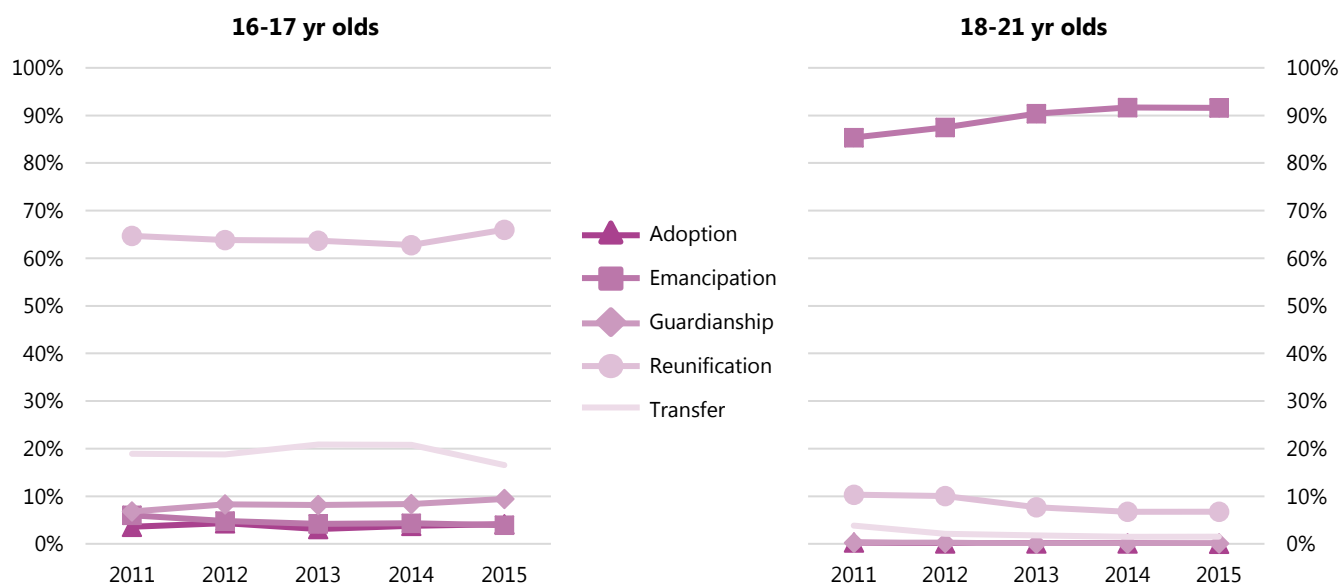 16-17 yr olds
100%
90%
80%
70%
60%
50%
40%
30%
20%
10%
0%
2011 2012 2013 2014 2015
Adoption
Emancipation
Guardianship
Reunification
Transfer
18-21 yr olds
100%
90%
80%
70%
60%
50%
40%
30%
20%
10%
0%
2011 2012 2013 2014 2015